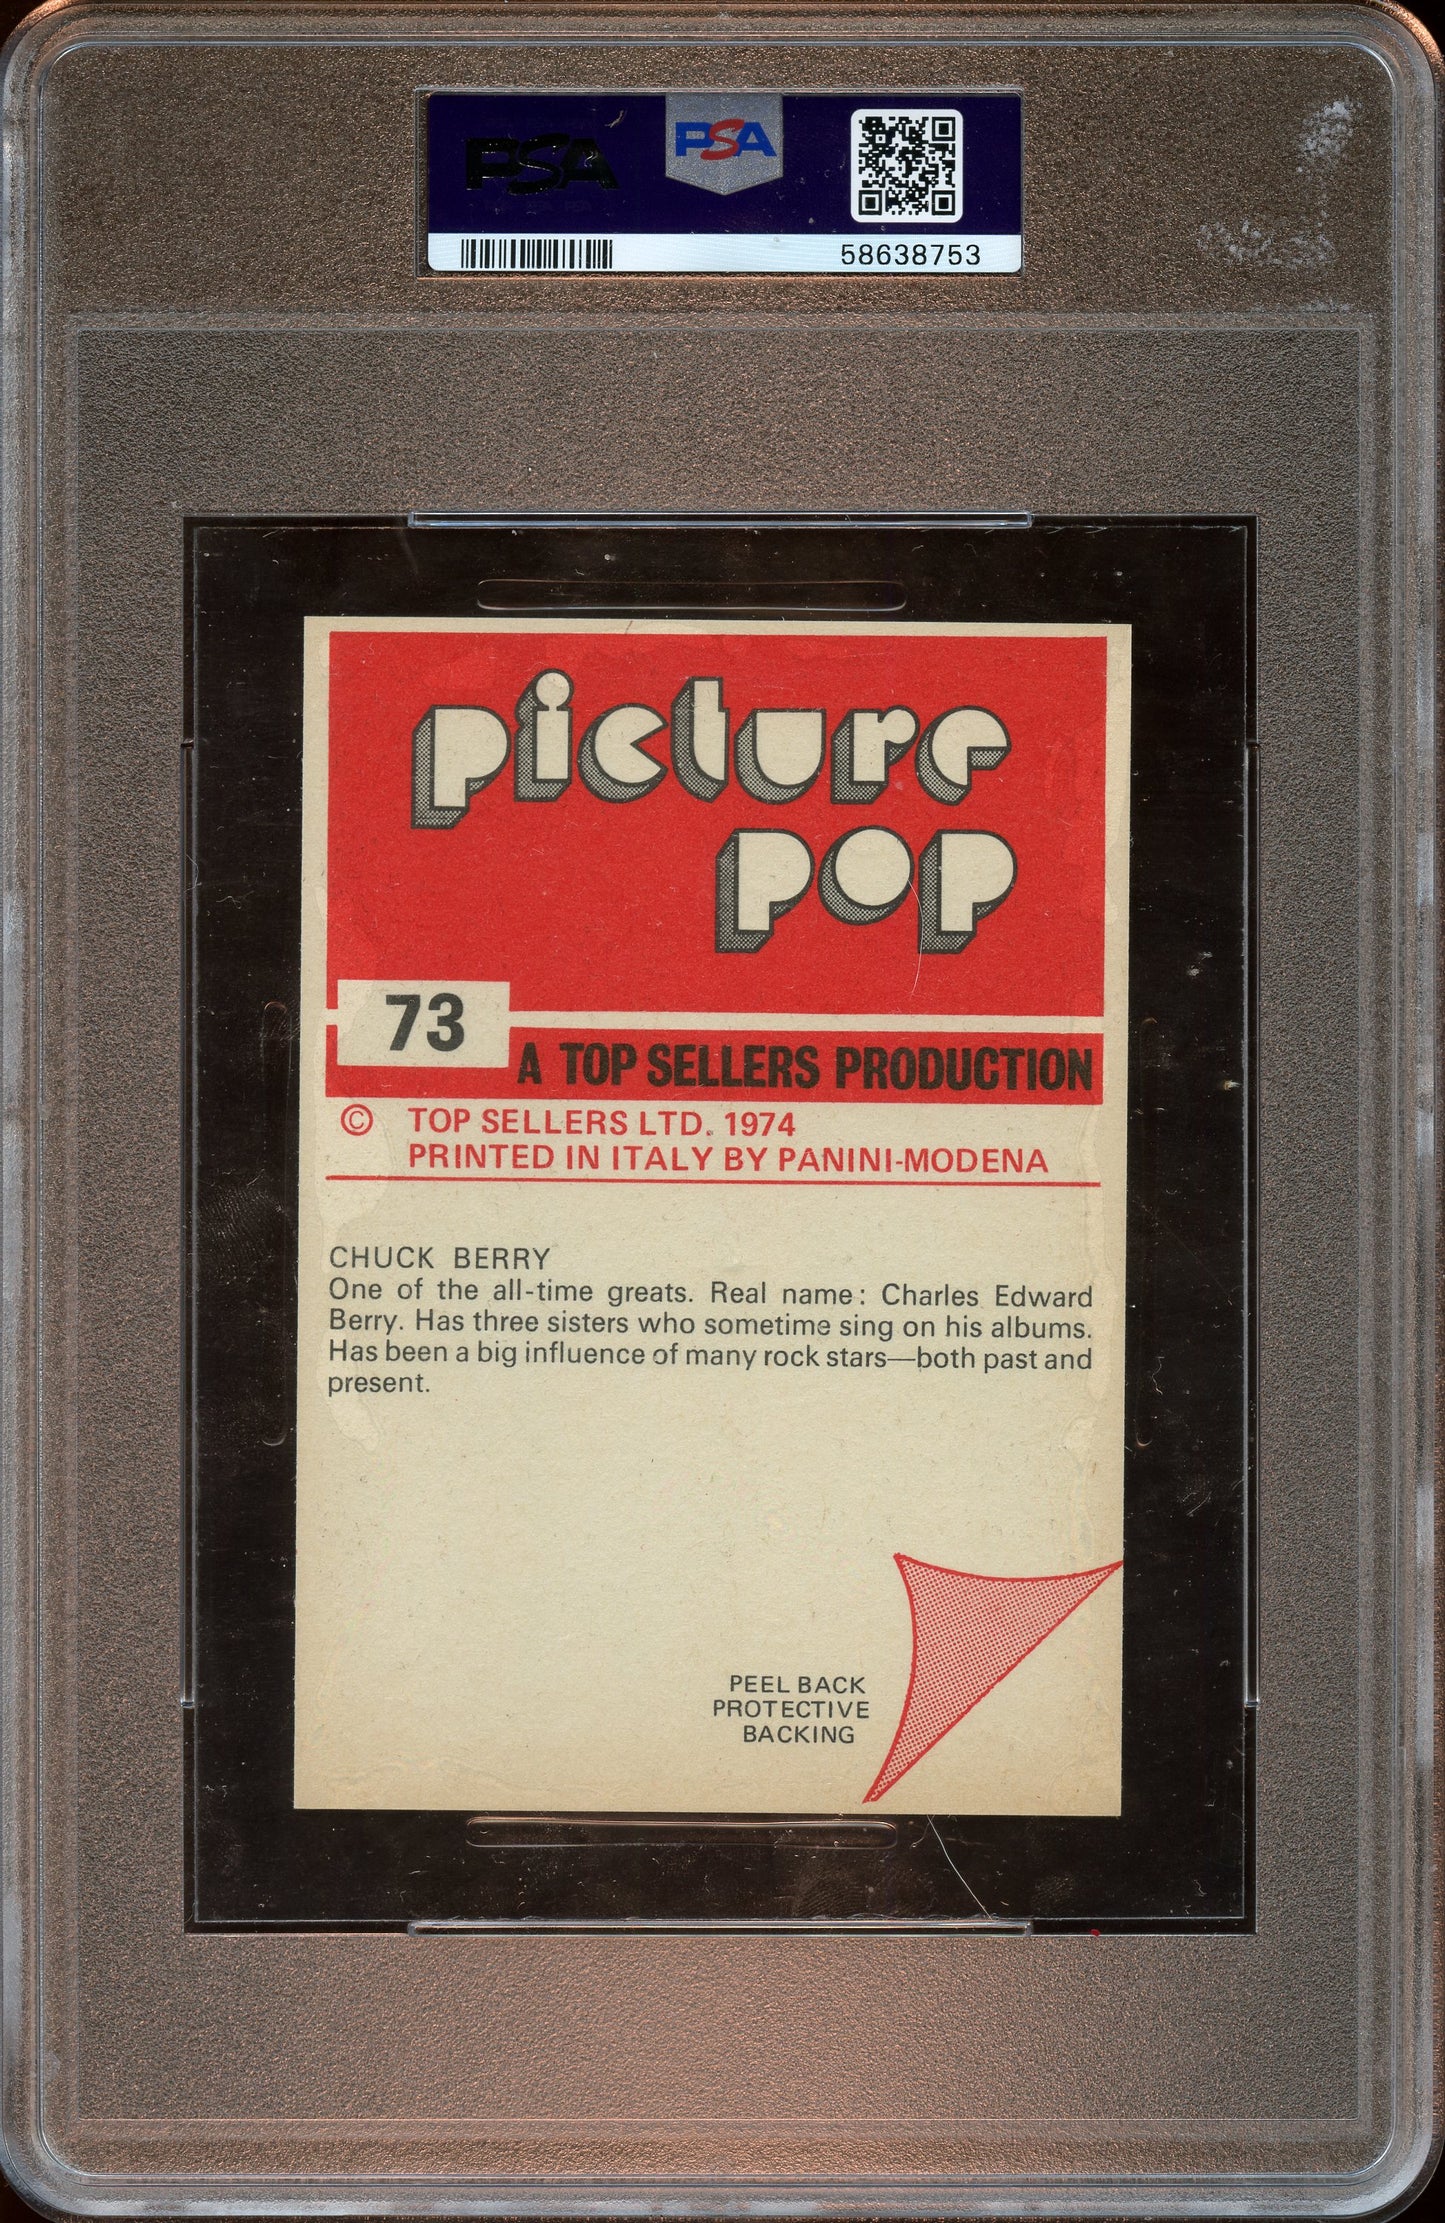 PSA
PSA
58638753
picture
pop
73
A TOP SELLERS PRODUCTION
© TOP SELLERS LTD. 1974
PRINTED IN ITALY BY PANINI-MODENA
CHUCK BERRY
One of the all-time greats. Real name: Charles Edward
Berry. Has three sisters who sometime sing on his albums.
Has been a big influence of many rock stars—both past and
present.
PEEL BACK
PROTECTIVE
BACKING